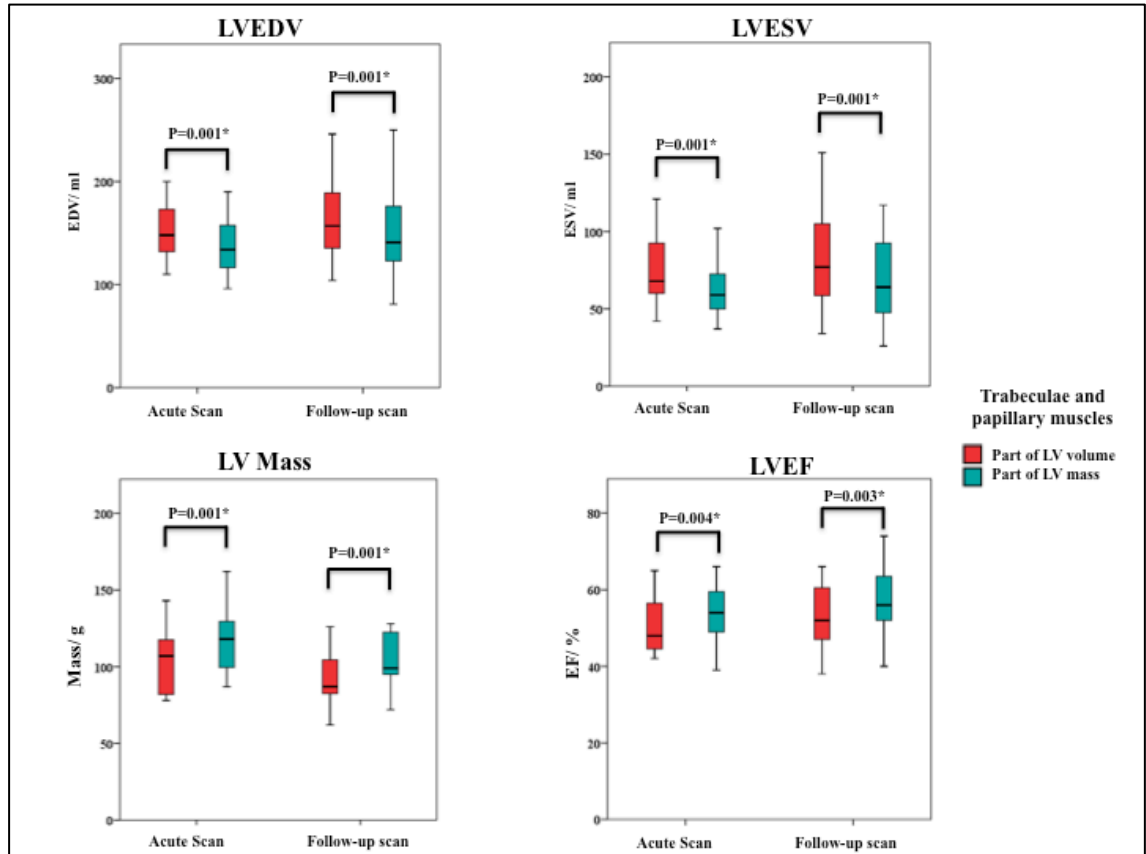 LVEDV
EDV/ ml
300
200
100
0
P=0.001*
P=0.001*
Acute Scan
Follow-up scan
LVESV
ESV/ ml
200
150
100
50
0
P=0.001*
P=0.001*
Acute Scan
Follow-up scan
Trabeculae and
papillary muscles
Part of LV volume
Part of LV mass
LV Mass
Mass/ g
200
150
100
50
0
P=0.001*
P=0.001*
Acute Scan
Follow-up scan
LVEF
EF/ %
80
60
40
20
0
P=0.004*
P=0.003*
Acute Scan
Follow-up scan